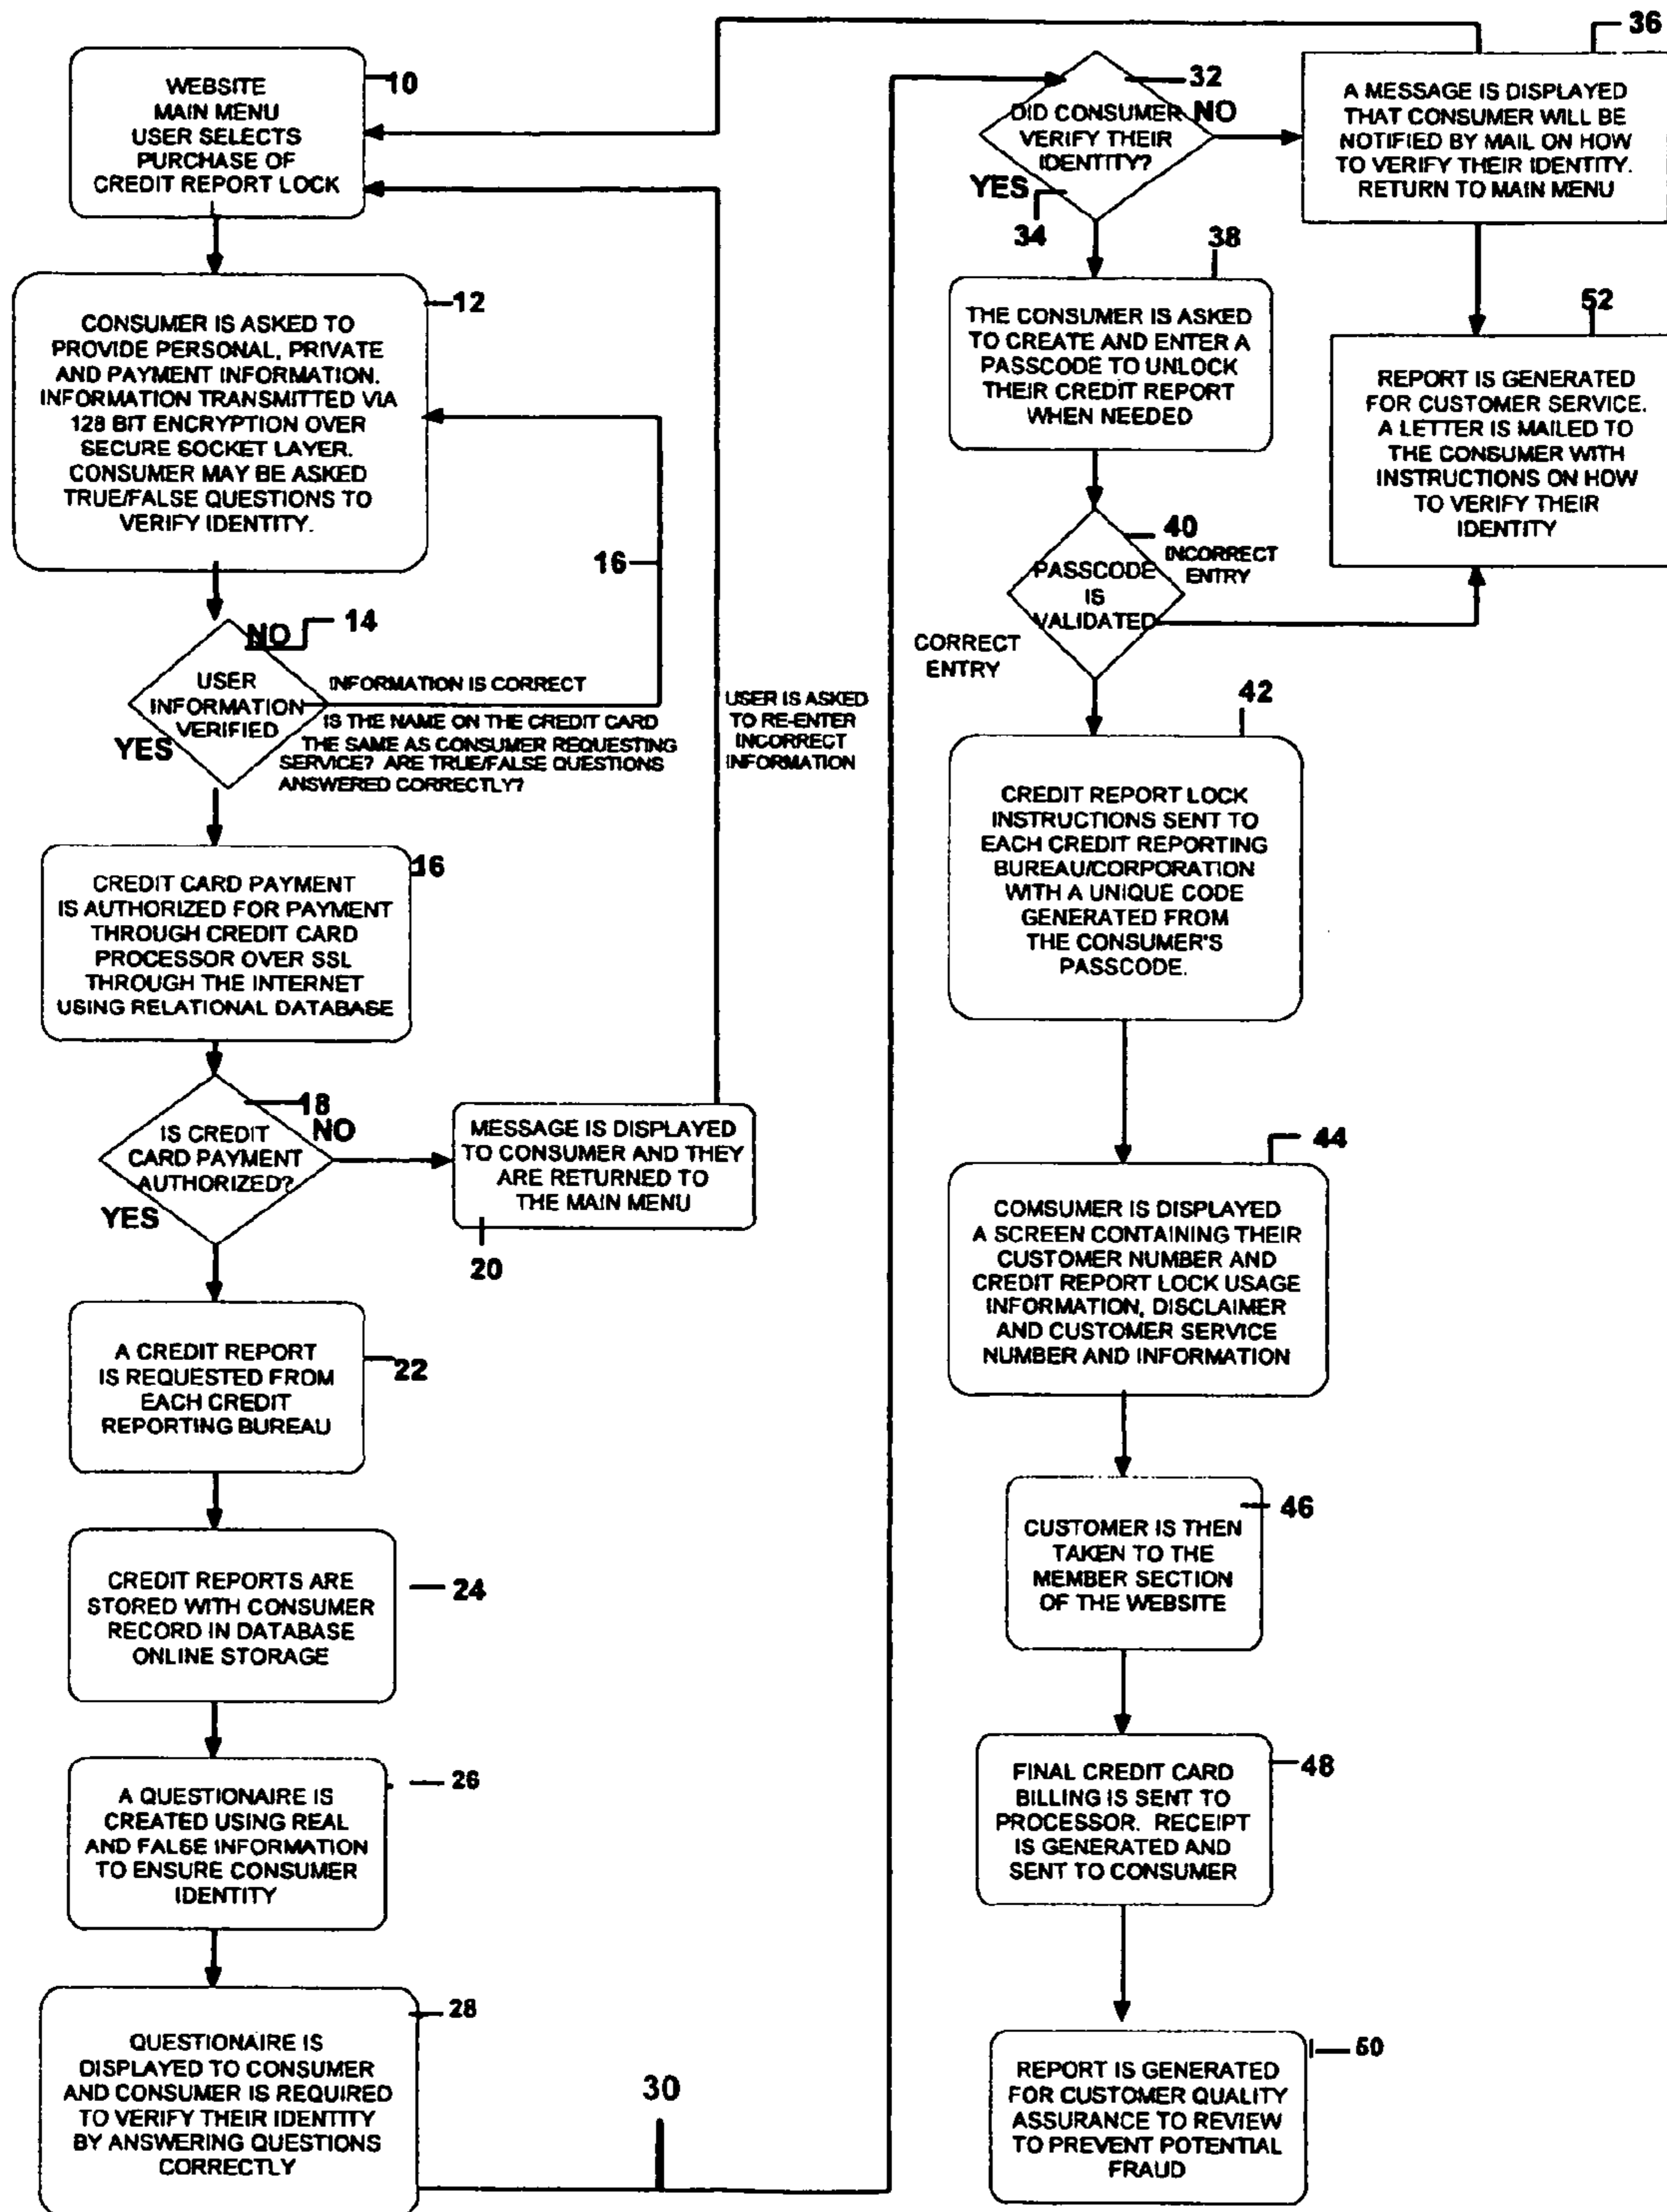 WEBSITE
MAIN MENU
USER SELECTS
PURCHASE OF
CREDIT REPORT LOCK
10
CONSUMER IS ASKED TO
PROVIDE PERSONAL, PRIVATE
AND PAYMENT INFORMATION.
INFORMATION TRANSMITTED VIA
128 BIT ENCRYPTION OVER
SECURE SOCKET LAYER.
CONSUMER MAY BE ASKED
TRUE/FALSE QUESTIONS TO
VERIFY IDENTITY.
12
16
NO
14
USER
INFORMATION
VERIFIED
YES
INFORMATION IS CORRECT
IS THE NAME ON THE CREDIT CARD
THE SAME AS CONSUMER REQUESTING
SERVICE? ARE TRUE/FALSE QUESTIONS
ANSWERED CORRECTLY?
USER IS ASKED
TO RE-ENTER
INCORRECT
INFORMATION
CREDIT CARD PAYMENT
IS AUTHORIZED FOR PAYMENT
THROUGH CREDIT CARD
PROCESSOR OVER SSL
THROUGH THE INTERNET
USING RELATIONAL DATABASE
16
18
NO
IS CREDIT
CARD PAYMENT
AUTHORIZED?
YES
MESSAGE IS DISPLAYED
TO CONSUMER AND THEY
ARE RETURNED TO
THE MAIN MENU
20
A CREDIT REPORT
IS REQUESTED FROM
EACH CREDIT
REPORTING BUREAU
22
CREDIT REPORTS ARE
STORED WITH CONSUMER
RECORD IN DATABASE
ONLINE STORAGE
24
A QUESTIONAIRE IS
CREATED USING REAL
AND FALSE INFORMATION
TO ENSURE CONSUMER
IDENTITY
26
QUESTIONAIRE IS
DISPLAYED TO CONSUMER
AND CONSUMER IS REQUIRED
TO VERIFY THEIR IDENTITY
BY ANSWERING QUESTIONS
CORRECTLY
28
30
32
DID CONSUMER
VERIFY THEIR
IDENTITY?
NO
YES
34
A MESSAGE IS DISPLAYED
THAT CONSUMER WILL BE
NOTIFIED BY MAIL ON HOW
TO VERIFY THEIR IDENTITY.
RETURN TO MAIN MENU
36
THE CONSUMER IS ASKED
TO CREATE AND ENTER A
PASSCODE TO UNLOCK
THEIR CREDIT REPORT
WHEN NEEDED
38
REPORT IS GENERATED
FOR CUSTOMER SERVICE.
A LETTER IS MAILED TO
THE CONSUMER WITH
INSTRUCTIONS ON HOW
TO VERIFY THEIR
IDENTITY
52
40
INCORRECT
ENTRY
PASSCODE
IS
VALIDATED
CORRECT
ENTRY
42
CREDIT REPORT LOCK
INSTRUCTIONS SENT TO
EACH CREDIT REPORTING
BUREAU/CORPORATION
WITH A UNIQUE CODE
GENERATED FROM
THE CONSUMER'S
PASSCODE.
44
COMSUMER IS DISPLAYED
A SCREEN CONTAINING THEIR
CUSTOMER NUMBER AND
CREDIT REPORT LOCK USAGE
INFORMATION, DISCLAIMER
AND CUSTOMER SERVICE
NUMBER AND INFORMATION
46
CUSTOMER IS THEN
TAKEN TO THE
MEMBER SECTION
OF THE WEBSITE
48
FINAL CREDIT CARD
BILLING IS SENT TO
PROCESSOR. RECEIPT
IS GENERATED AND
SENT TO CONSUMER
50
REPORT IS GENERATED
FOR CUSTOMER QUALITY
ASSURANCE TO REVIEW
TO PREVENT POTENTIAL
FRAUD